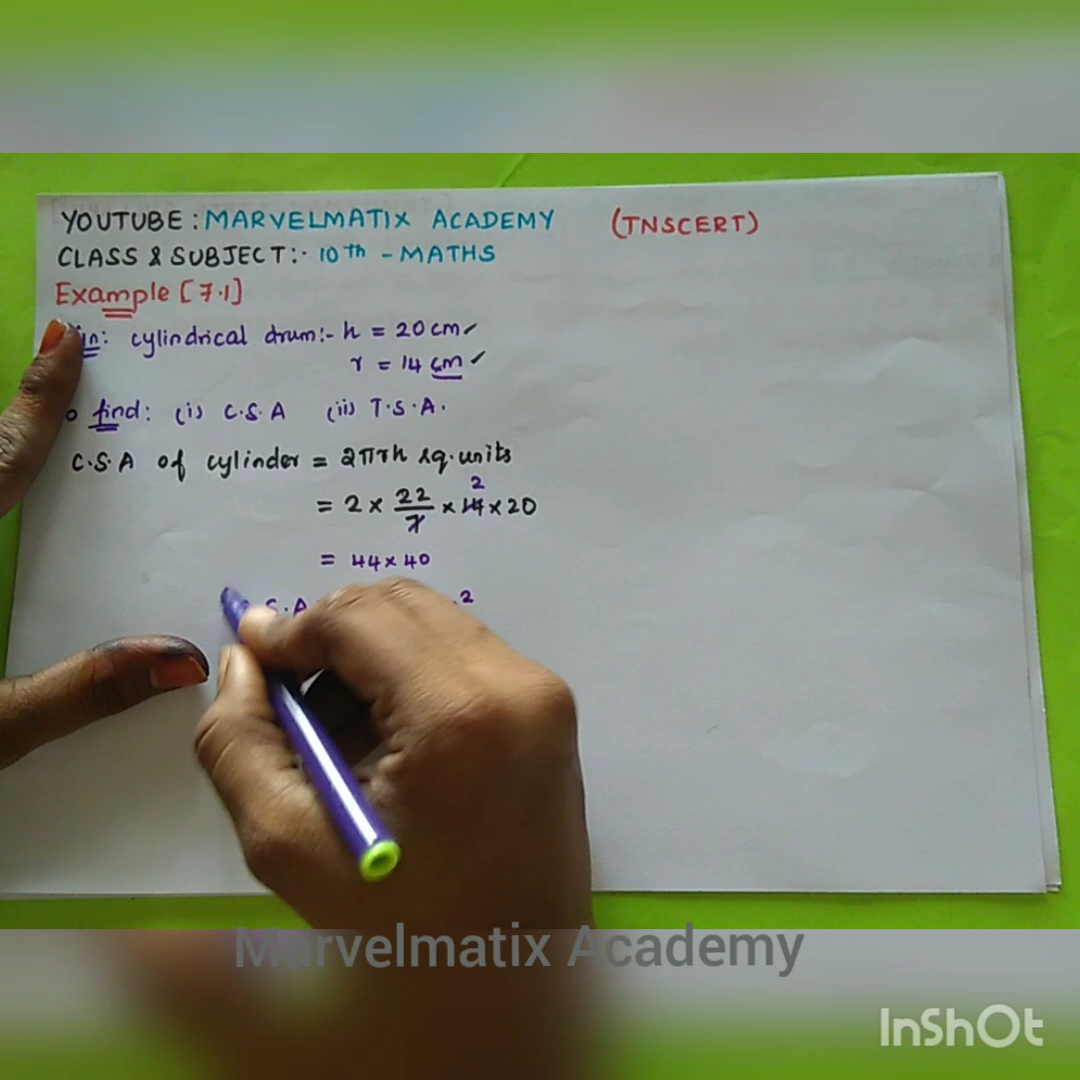 YOUTUBE : MARVELMATIX ACADEMY (TNSCERT)
CLASS & SUBJECT:· 10th - MATHS
Example [7.1]
cylindrical drum:- h = 20 cm ✓
r = 14 cm ✓
find: (i) C.S.A (ii) T.S.A.
C.S.A of cylinder = 2πrh sq.units
= 2 × 22/7 × 14 2 × 20
= 44 × 40
S.A 2
Marvelmatix Academy
InShOt